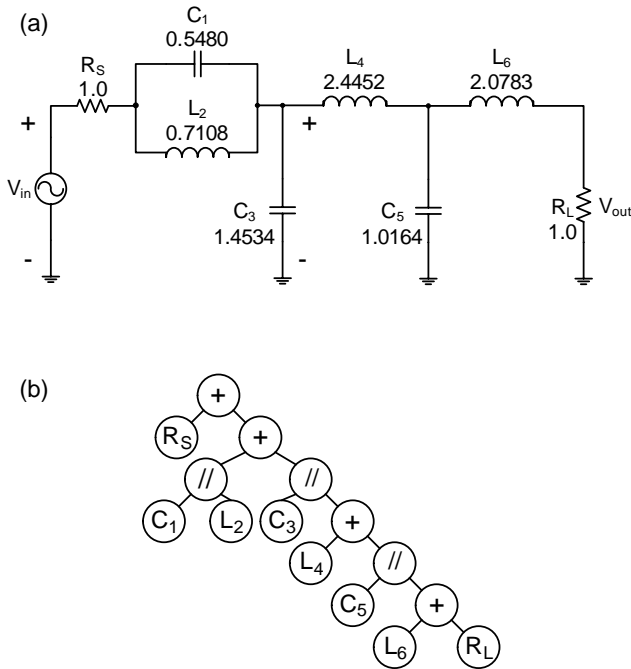 (a)
C1
0.5480
RS
1.0
L2
0.7108
L4
2.4452
L6
2.0783
+
+
Vin
C3
1.4534
C5
1.0164
RL
1.0
Vout
-
-
(b)
+
RS
+
//
//
C1
L2
C3
+
L4
//
C5
+
L6
RL